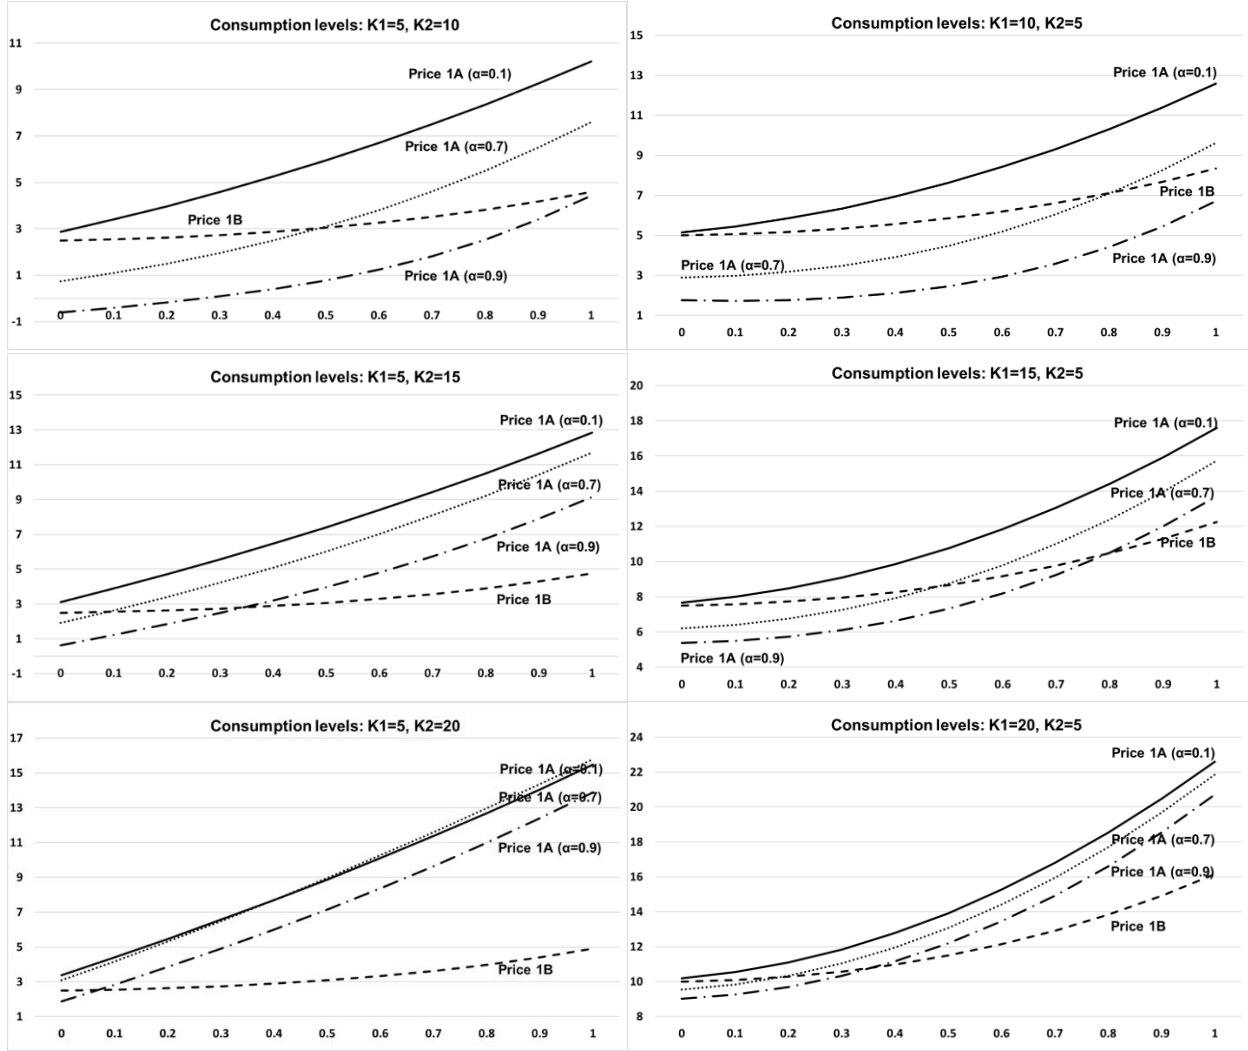 Consumption levels: K1=5, K2=10
11
9
7
5
3
1
-1
Price 1A (α=0.1)
Price 1A (α=0.7)
Price 1B
Price 1A (α=0.9)
0 0.1 0.2 0.3 0.4 0.5 0.6 0.7 0.8 0.9 1
Consumption levels: K1=10, K2=5
15
13
11
9
7
5
3
1
Price 1A (α=0.1)
Price 1B
Price 1A (α=0.7)
Price 1A (α=0.9)
0 0.1 0.2 0.3 0.4 0.5 0.6 0.7 0.8 0.9 1
Consumption levels: K1=5, K2=15
15
13
11
9
7
5
3
1
-1
Price 1A (α=0.1)
Price 1A (α=0.7)
Price 1A (α=0.9)
Price 1B
0 0.1 0.2 0.3 0.4 0.5 0.6 0.7 0.8 0.9 1
Consumption levels: K1=15, K2=5
20
18
16
14
12
10
8
6
4
Price 1A (α=0.1)
Price 1A (α=0.7)
Price 1B
Price 1A (α=0.9)
0 0.1 0.2 0.3 0.4 0.5 0.6 0.7 0.8 0.9 1
Consumption levels: K1=5, K2=20
17
15
13
11
9
7
5
3
1
Price 1A (α=0.1)
Price 1A (α=0.7)
Price 1A (α=0.9)
Price 1B
0 0.1 0.2 0.3 0.4 0.5 0.6 0.7 0.8 0.9 1
Consumption levels: K1=20, K2=5
24
22
20
18
16
14
12
10
8
Price 1A (α=0.1)
Price 1A (α=0.7)
Price 1A (α=0.9)
Price 1B
0 0.1 0.2 0.3 0.4 0.5 0.6 0.7 0.8 0.9 1